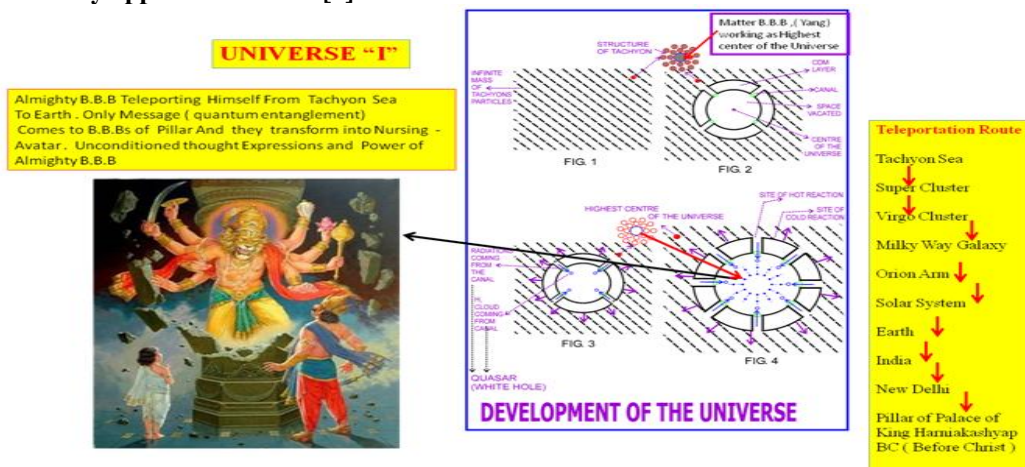 UNIVERSE “I”
Almighty B.B.B Teleporting Himself From Tachyon Sea
To Earth . Only Message ( quantum entanglement)
Comes to B.B.Bs of Pillar And they transform into Nursing -
Avatar . Unconditioned thought Expressions and Power of
Almighty B.B.B
Matter B.B.B ,( Yang)
working as Highest
center of the Universe
STRUCTURE
OF TACHYON
INFINITE
MASS
OF
TACHYONS
PARTICLES
CDM
LAYER
CANAL
SPACE
VACATED
CENTRE
OF THE
UNIVERSE
FIG. 1
FIG. 2
HIGHEST CENTRE
OF THE UNIVERSE
SITE OF HOT REACTION
SITE OF
COLD REACTION
RADIATIONS
COMING
FROM
THE
CANAL
CLOUD
COMING
FROM
CANAL
FIG. 3
FIG. 4
QUASAR
(WHITE HOLE)
DEVELOPMENT OF THE UNIVERSE
Teleportation Route
Tachyon Sea
Super Cluster
Virgo Cluster
Milky Way Galaxy
Orion Arm
Solar System
Earth
India
New Delhi
Pillar of Palace of
King Harniakashyap
BC ( Before Christ )